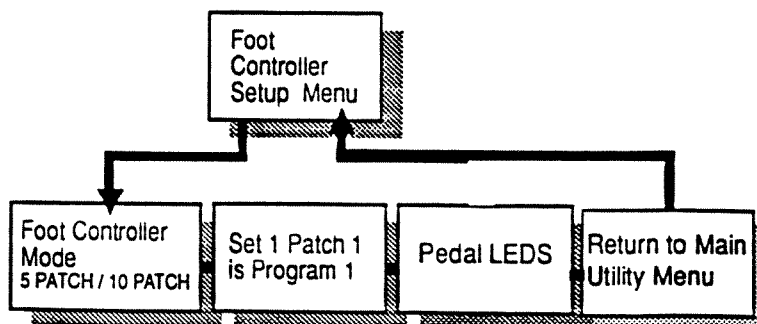 Foot
Controller
Setup Menu
Foot Controller
Mode
5 PATCH / 10 PATCH
Set 1 Patch 1
is Program 1
Pedal LEDS
Return to Main
Utility Menu